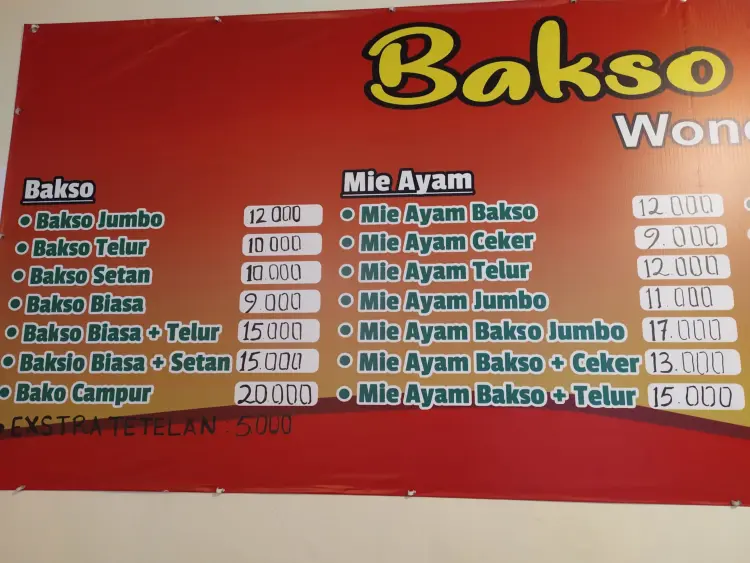 Bakso
Wono
Bakso
• Bakso Jumbo 12 000
• Bakso Telur 10 000
• Bakso Setan 10 000
• Bakso Biasa 9.000
• Bakso Biasa + Telur 15 000
• Baksio Biasa + Setan 15.000
• Bako Campur 20 000
• EXSTRA TETELAN : 5000
Mie Ayam
• Mie Ayam Bakso 12 000
• Mie Ayam Ceker 9.000
• Mie Ayam Telur 12.000
• Mie Ayam Jumbo 11.000
• Mie Ayam Bakso Jumbo 17.000
• Mie Ayam Bakso + Ceker 13.000
• Mie Ayam Bakso + Telur 15.000